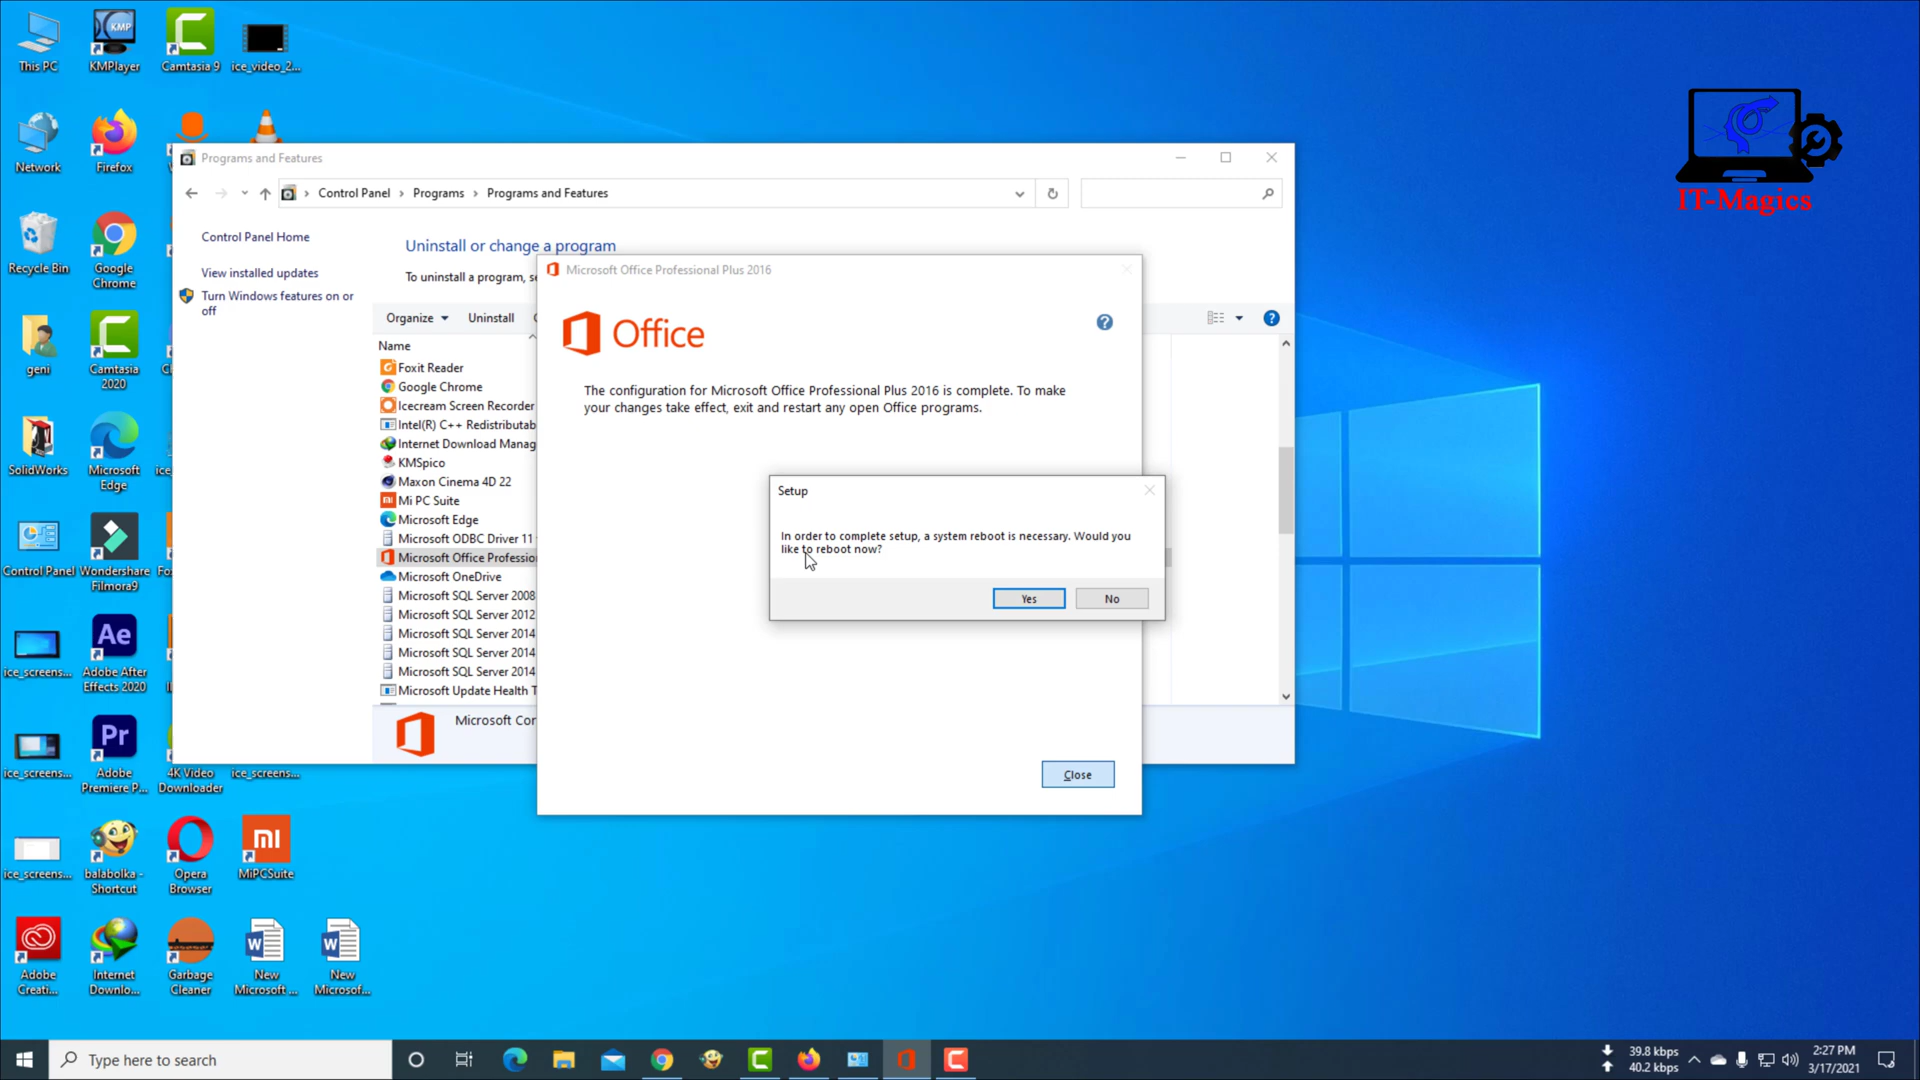 This PC
KMPlayer
Camtasia 9
ice_video_2...
Network
Firefox
Recycle Bin
Google
Chrome
geni
Camtasia
2020
SolidWorks
Microsoft
Edge
Control Panel
Wondershare
Filmora9
ice_screens...
Adobe After
Effects 2020
ice_screens...
Adobe
Premiere P...
4K Video
Downloader
ice_screens...
ice_screens...
balabolka -
Shortcut
Opera
Browser
MiPCSuite
Adobe
Creati...
Internet
Downlo...
Garbage
Cleaner
New
Microsoft ...
New
Microsof...
IT-Magics
Programs and Features
Control Panel > Programs > Programs and Features
Control Panel Home
View installed updates
Turn Windows features on or
off
Uninstall or change a program
To uninstall a program, se
Organize
Uninstall
Name
Foxit Reader
Google Chrome
Icecream Screen Recorder
Intel(R) C++ Redistributab
Internet Download Manag
KMSpico
Maxon Cinema 4D 22
Mi PC Suite
Microsoft Edge
Microsoft ODBC Driver 11
Microsoft Office Professio
Microsoft OneDrive
Microsoft SQL Server 2008
Microsoft SQL Server 2012
Microsoft SQL Server 2014
Microsoft SQL Server 2014
Microsoft SQL Server 2014
Microsoft Update Health T
Microsoft Cor
Microsoft Office Professional Plus 2016
Office
The configuration for Microsoft Office Professional Plus 2016 is complete. To make
your changes take effect, exit and restart any open Office programs.
Setup
In order to complete setup, a system reboot is necessary. Would you
like to reboot now?
Yes
No
Close
Type here to search
39.8 kbps
40.2 kbps
2:27 PM
3/17/2021